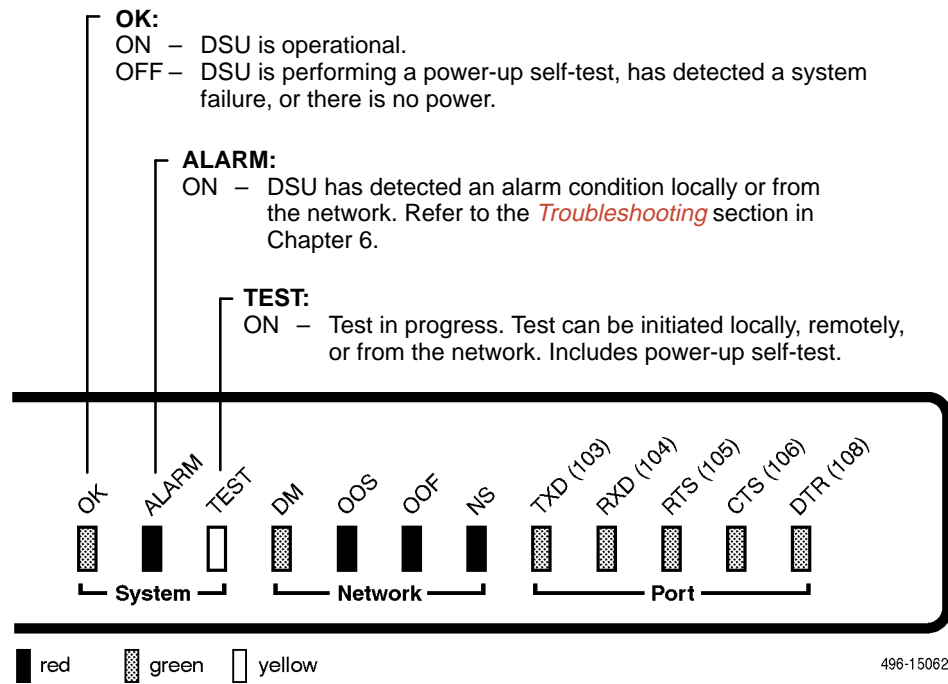 OK:
ON – DSU is operational.
OFF – DSU is performing a power-up self-test, has detected a system
failure, or there is no power.
ALARM:
ON – DSU has detected an alarm condition locally or from
the network. Refer to the Troubleshooting section in
Chapter 6.
TEST:
ON – Test in progress. Test can be initiated locally, remotely,
or from the network. Includes power-up self-test.
OK ALARM TEST DM OOS OOF NS TXD (103) RXD (104) RTS (105) CTS (106) DTR (108)
System Network Port
red green yellow 496-15062